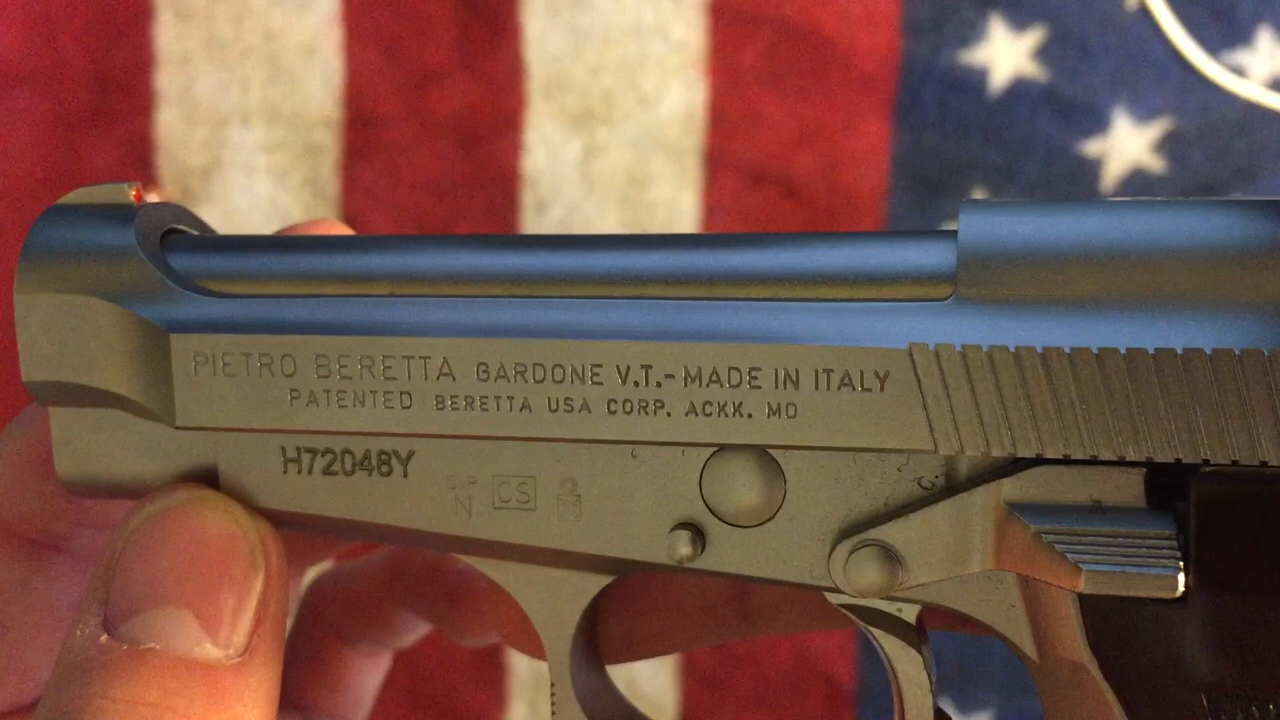 PIETRO BERETTA GARDONE V.T.-MADE IN ITALY
PATENTED BERETTA USA CORP. ACKK. MD
H72048Y
CS